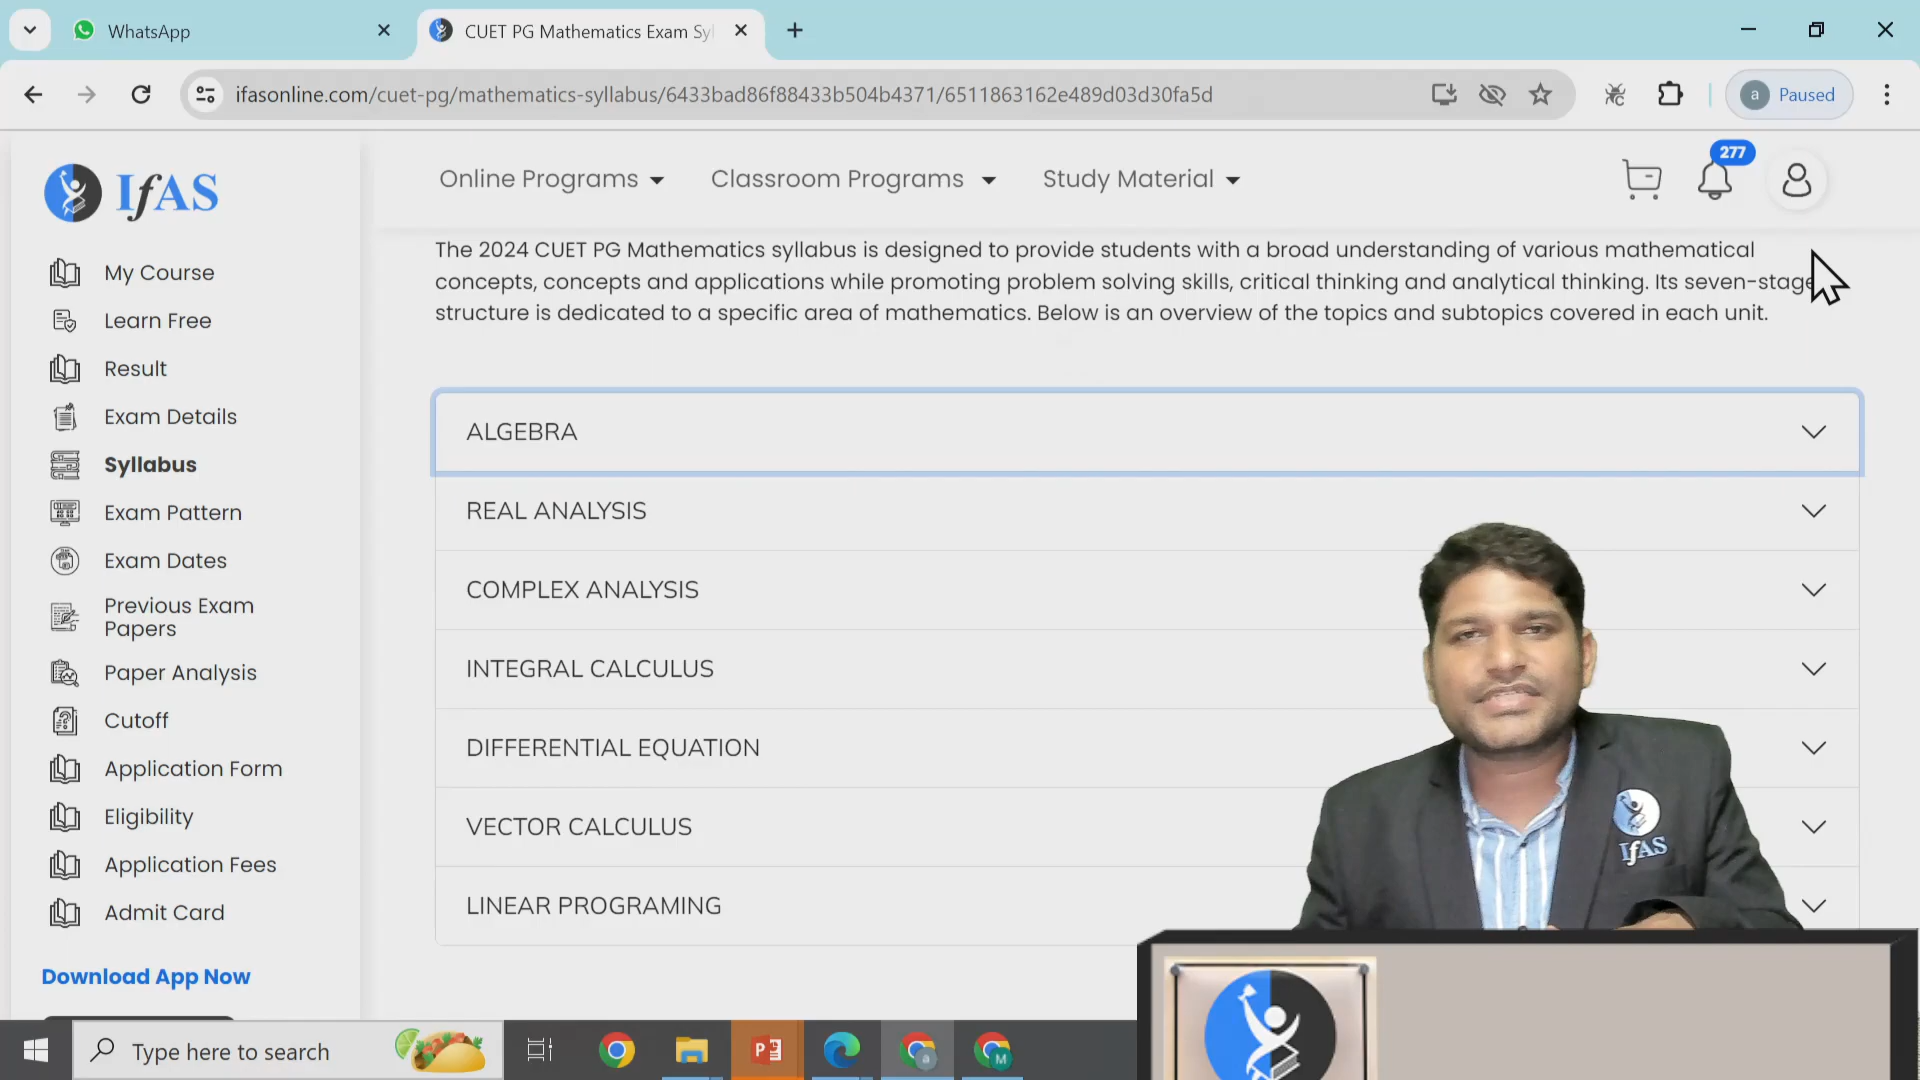 WhatsApp
CUET PG Mathematics Exam Syl
ifasonline.com/cuet-pg/mathematics-syllabus/6433bad86f88433b504b4371/6511863162e489d03d30fa5d
a Paused
IfAS
Online Programs
Classroom Programs
Study Material
277
My Course
Learn Free
Result
Exam Details
Syllabus
Exam Pattern
Exam Dates
Previous Exam
Papers
Paper Analysis
Cutoff
Application Form
Eligibility
Application Fees
Admit Card
Download App Now
The 2024 CUET PG Mathematics syllabus is designed to provide students with a broad understanding of various mathematical
concepts, concepts and applications while promoting problem solving skills, critical thinking and analytical thinking. Its seven-stage
structure is dedicated to a specific area of mathematics. Below is an overview of the topics and subtopics covered in each unit.
ALGEBRA
REAL ANALYSIS
COMPLEX ANALYSIS
INTEGRAL CALCULUS
DIFFERENTIAL EQUATION
VECTOR CALCULUS
LINEAR PROGRAMING
IfAS
Type here to search
P
a
M